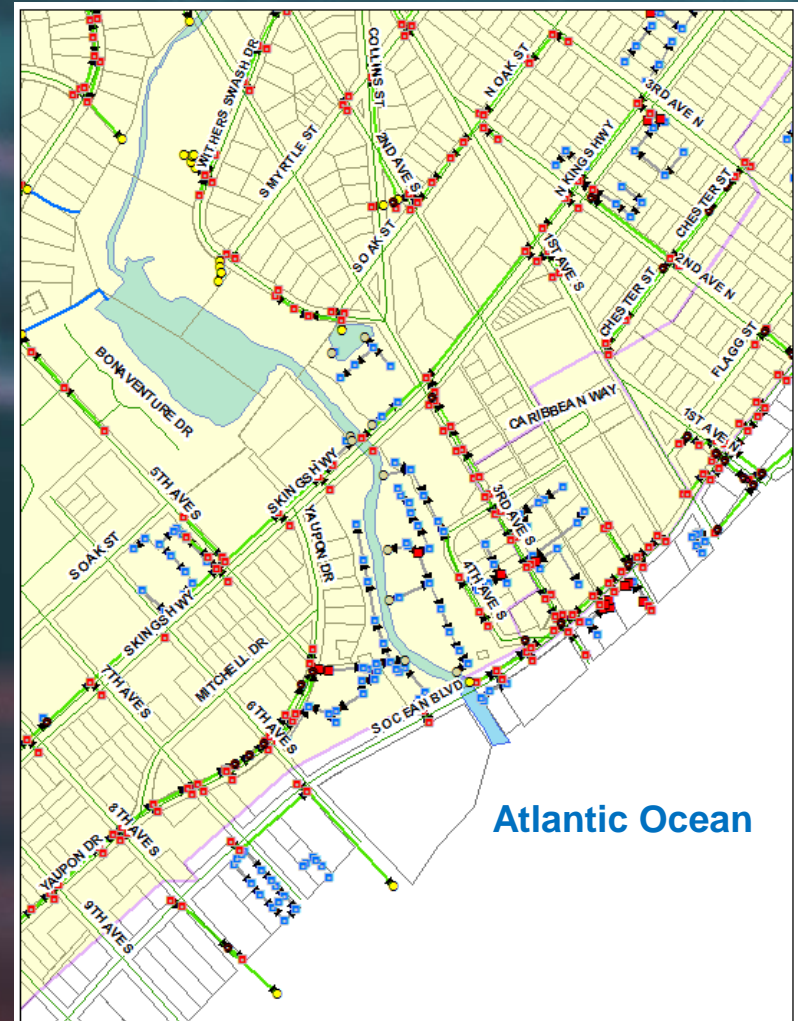 WITHERS SWASH DR
COLLINS ST
N OAK ST
3RD AVE N
S MYRTLE ST
2ND AVE S
N KINGS HWY
CHESTER ST
S OAK ST
1ST AVE S
2ND AVE N
CHESTER ST
FLAGG ST
BONAVENTURE DR
CARIBBEAN WAY
1ST AVE N
5TH AVE S
S KINGS HWY
3RD AVE S
YAUPON DR
S OAK ST
4TH AVE S
S KINGS HWY
MITCHELL DR
7TH AVE S
6TH AVE S
S OCEAN BLVD
Atlantic Ocean
8TH AVE S
YAUPON DR
9TH AVE S